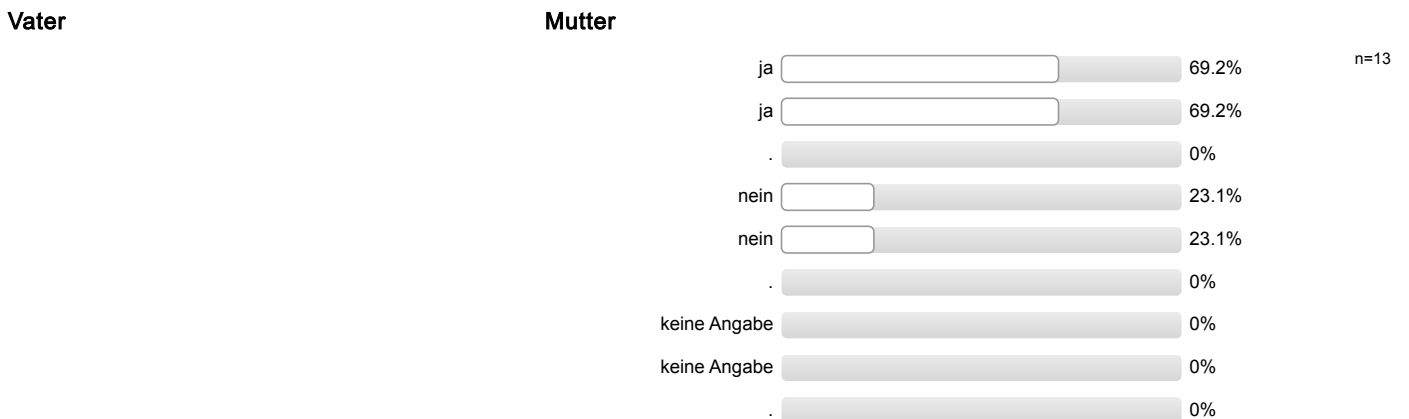 Vater Mutter
ja 69.2% n=13
ja 69.2%
. 0%
nein 23.1%
nein 23.1%
. 0%
keine Angabe 0%
keine Angabe 0%
. 0%